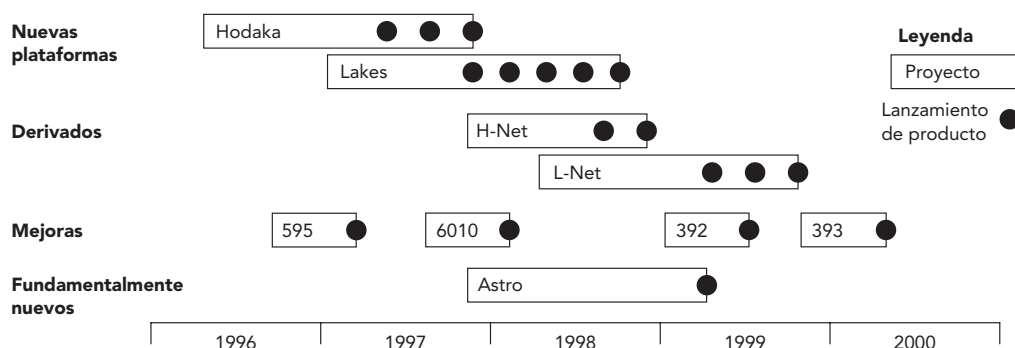 Nuevas
plataformas
Hodaka
Lakes
Leyenda
Proyecto
Lanzamiento
de producto
Derivados
H-Net
L-Net
Mejoras
595
6010
392
393
Fundamentalmente
nuevos
Astro
1996 1997 1998 1999 2000